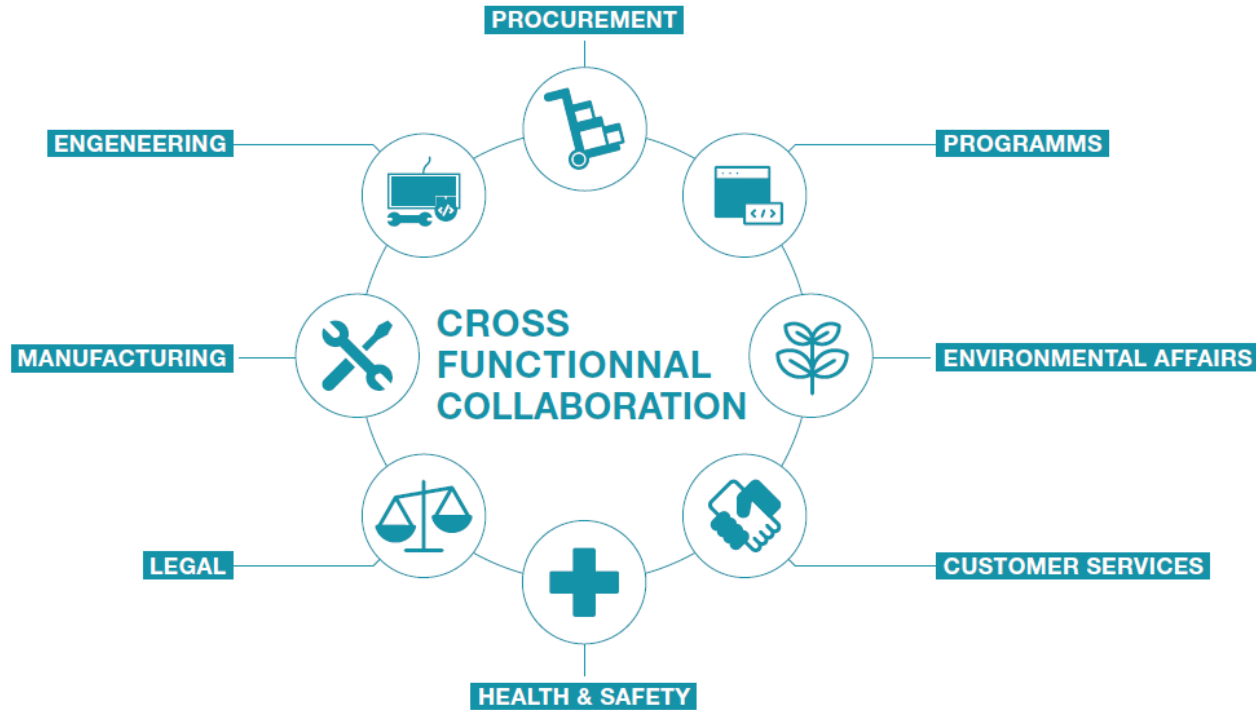 PROCUREMENT
ENGENEERING
PROGRAMMS
</>
</>
CROSS
FUNCTIONNAL
COLLABORATION
MANUFACTURING
ENVIRONMENTAL AFFAIRS
LEGAL
CUSTOMER SERVICES
HEALTH & SAFETY